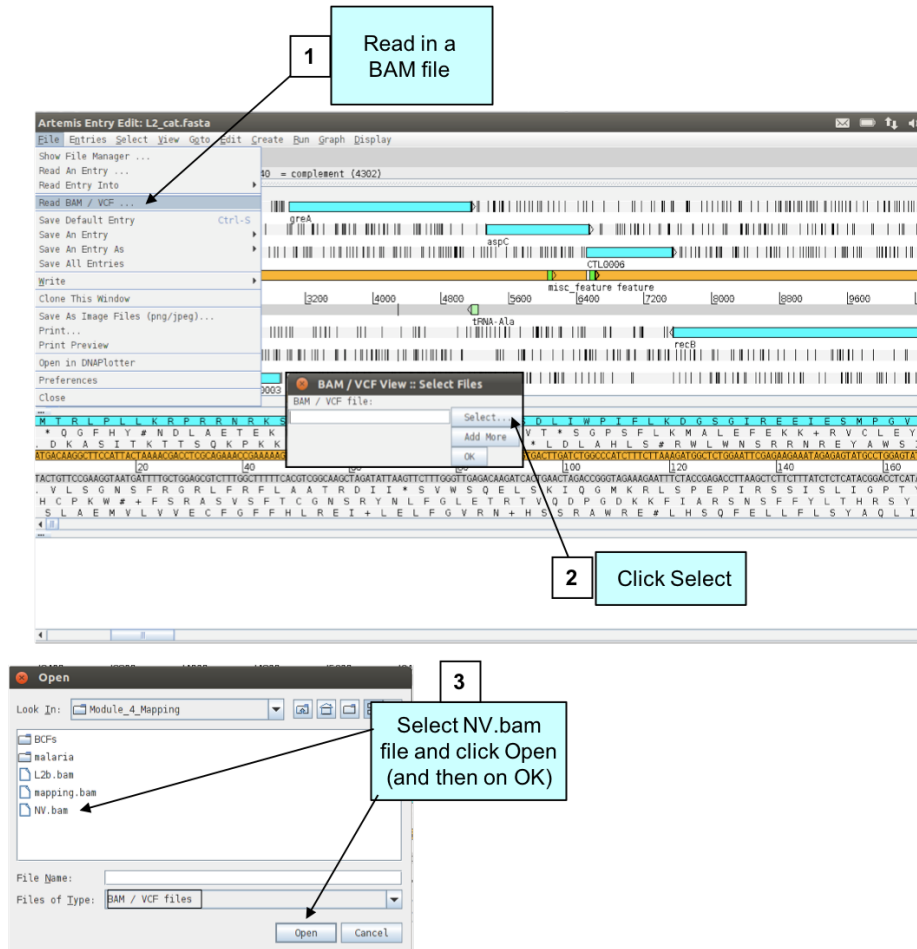 1
Read in a
BAM file
Artemis Entry Edit: L2_cat.fasta
File Entries Select View Goto Edit Create Run Graph Display
Show File Manager ...
Read An Entry ...
Read Entry Into
Read BAM / VCF ...
Save Default Entry Ctrl-S
Save An Entry
Save An Entry As
Save All Entries
Write
Clone This Window
Save As Image Files (png/jpeg)...
Print...
Print Preview
Open in DNAPlotter
Preferences
Close
40 = complement (4302)
greA
aspC
CTL0006
misc_feature feature
3200 4000 4800 5600 6400 7200 8000 8800 9600
tRNA-Ala
recB
0003
BAM / VCF View :: Select Files
BAM / VCF file:
Select...
Add More
OK
M T R L P L L K R P R R N R K S
D L I W P I F L K D G S G I R E E I E S M P G V
* Q G F H Y # N D L A E T E K
V T * S G P S F L K M A L E F E K K + R V C L E Y
. D K A S I T K T T S Q K P K K
* L D L A H L S # R W L W N S R R N R E Y A W S
20 100 120 140 160
2
Click Select
3
Select NV.bam
file and click Open
(and then on OK)
Open
Look In: Module_4_Mapping
BCFs
malaria
L2b.bam
mapping.bam
NV.bam
File Name:
Files of Type: BAM / VCF files
Open Cancel